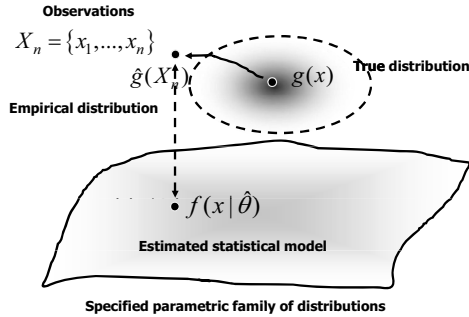 Observations
X_n = {x_1,...,x_n}
ĝ(X_n)
g(x)
True distribution
Empirical distribution
f(x | θ̂)
Estimated statistical model
Specified parametric family of distributions